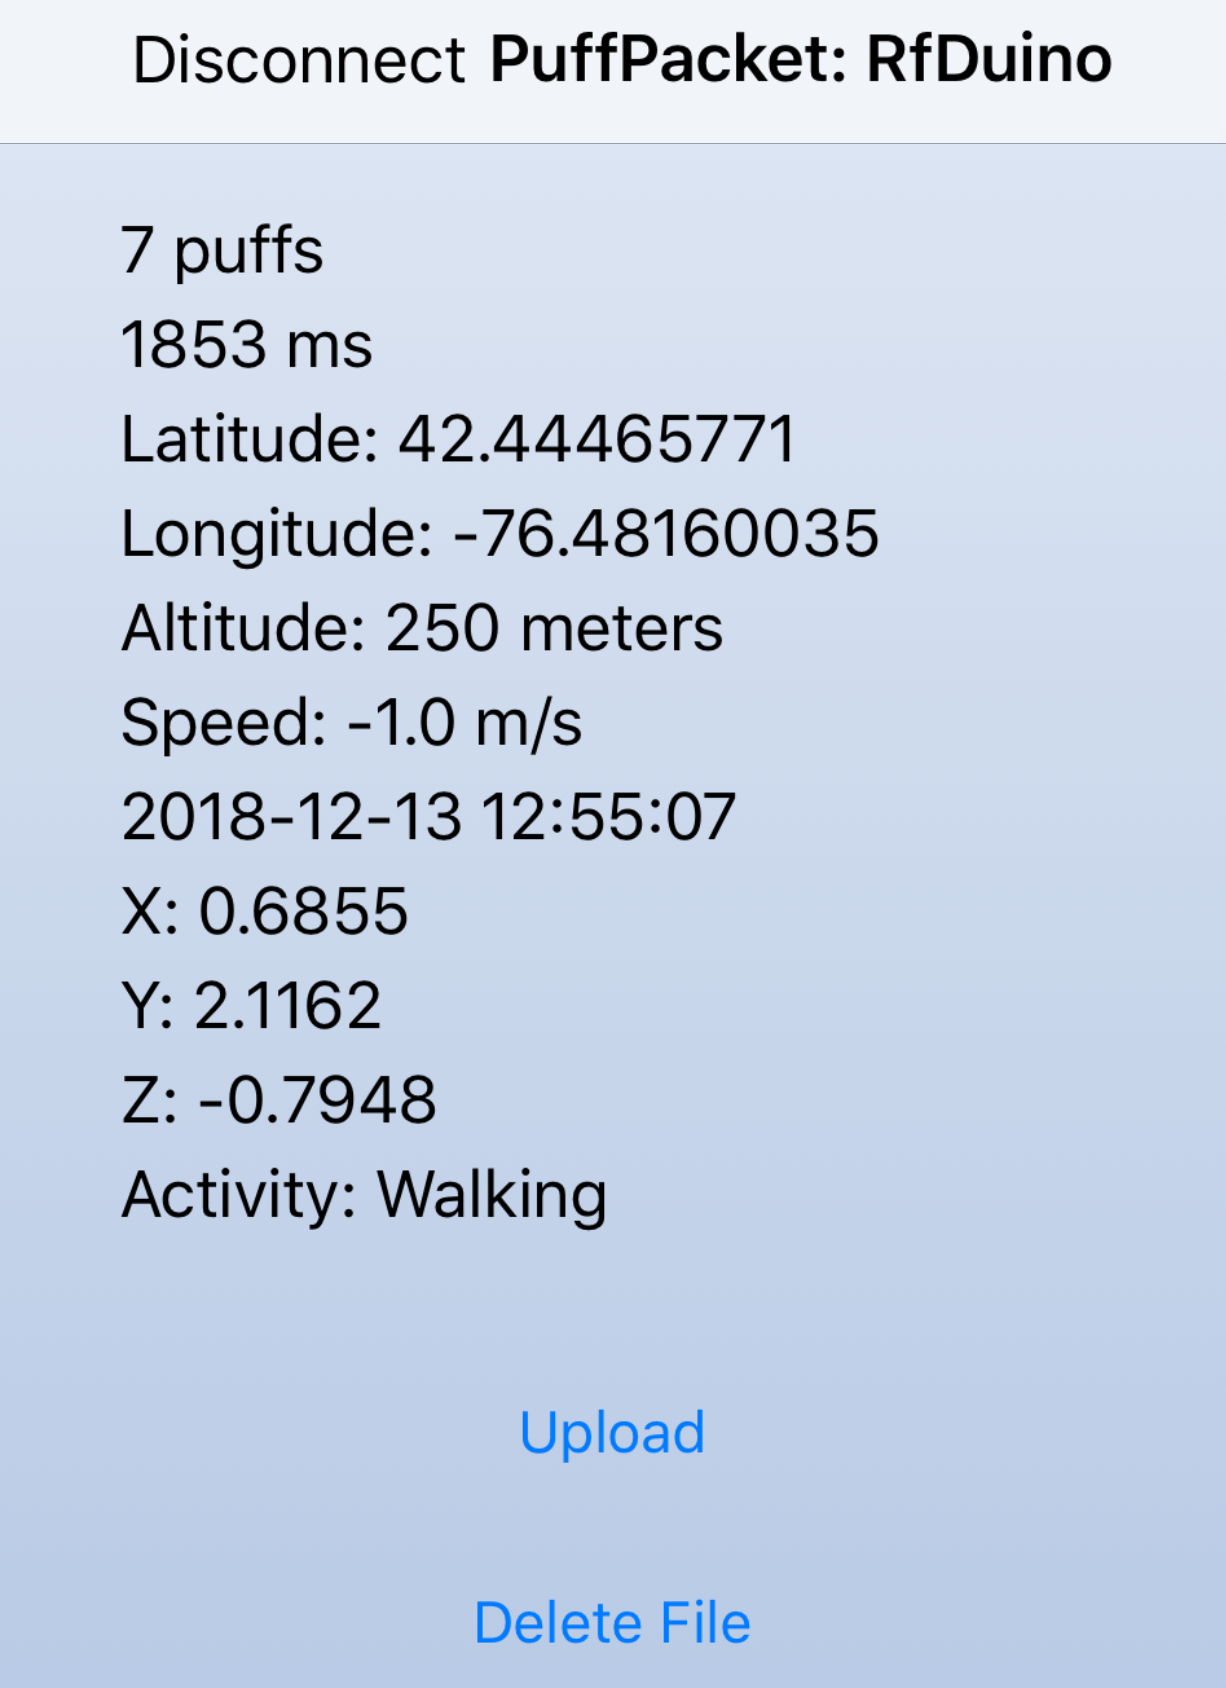 Disconnect PuffPacket: RfDuino
7 puffs
1853 ms
Latitude: 42.44465771
Longitude: -76.48160035
Altitude: 250 meters
Speed: -1.0 m/s
2018-12-13 12:55:07
X: 0.6855
Y: 2.1162
Z: -0.7948
Activity: Walking
Upload
Delete File